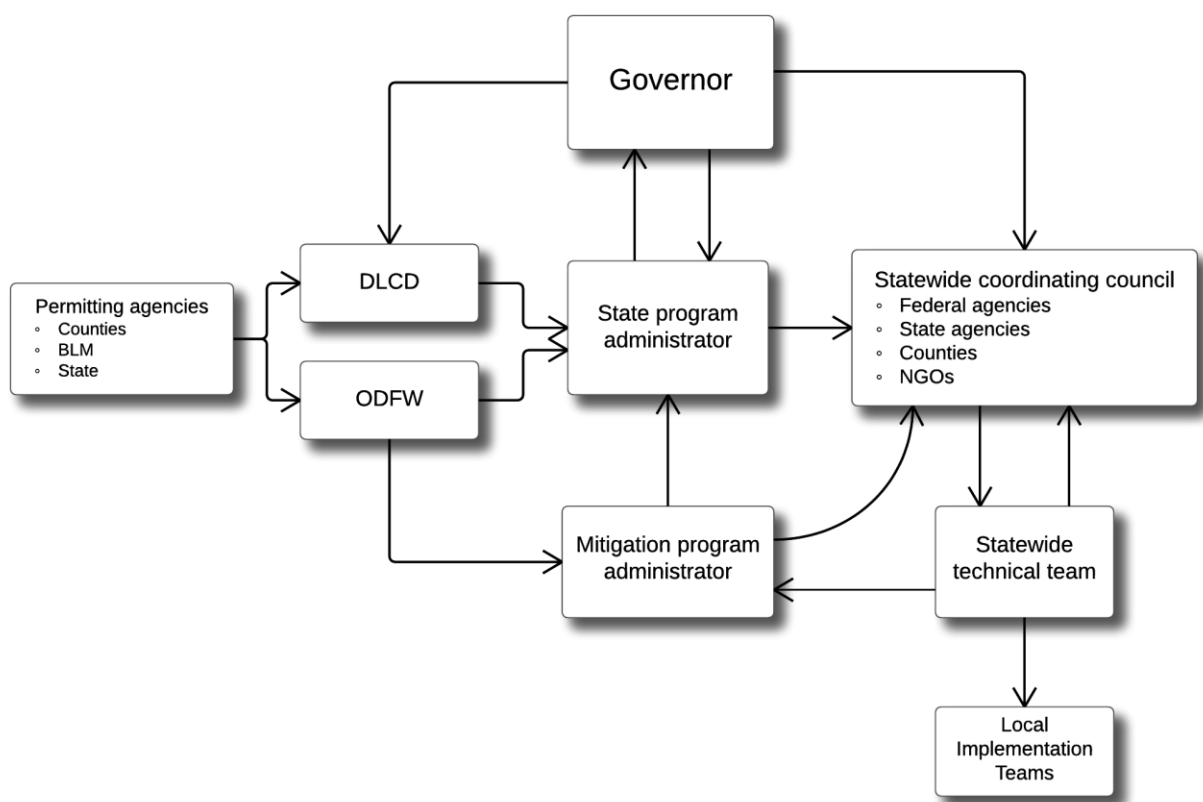 Governor
DLCD
ODFW
Permitting agencies
◦ Counties
◦ BLM
◦ State
State program
administrator
Statewide coordinating council
◦ Federal agencies
◦ State agencies
◦ Counties
◦ NGOs
Mitigation program
administrator
Statewide
technical team
Local
Implementation
Teams